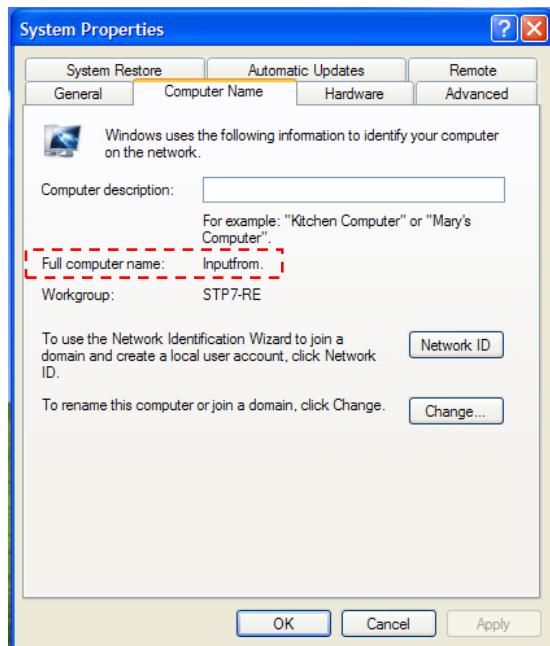 System Properties
?
X
System Restore
Automatic Updates
Remote
General
Computer Name
Hardware
Advanced
Windows uses the following information to identify your computer
on the network.
Computer description:
For example: "Kitchen Computer" or "Mary's
Computer".
Full computer name: Inputfrom.
Workgroup: STP7-RE
To use the Network Identification Wizard to join a
domain and create a local user account, click Network
ID.
Network ID
To rename this computer or join a domain, click Change.
Change...
OK
Cancel
Apply